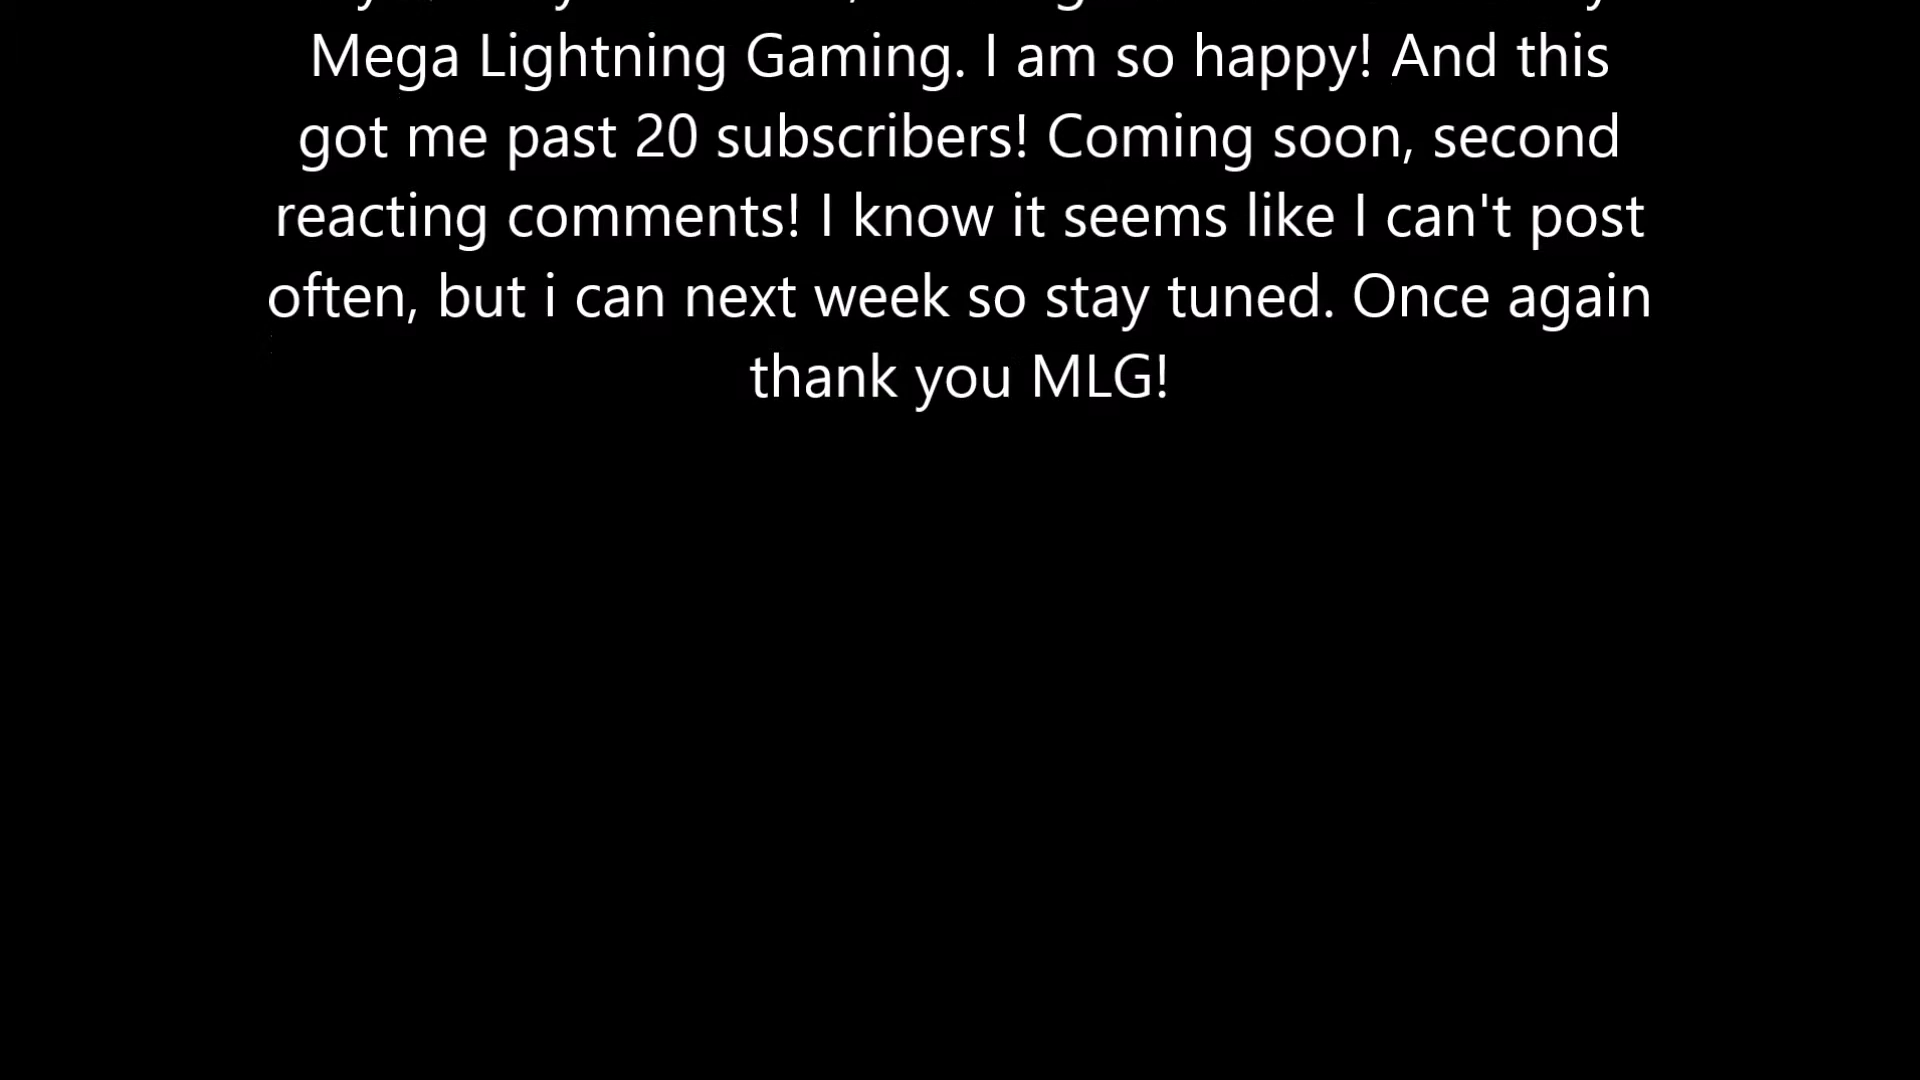 Mega Lightning Gaming. I am so happy! And this
got me past 20 subscribers! Coming soon, second
reacting comments! I know it seems like I can't post
often, but i can next week so stay tuned. Once again
thank you MLG!